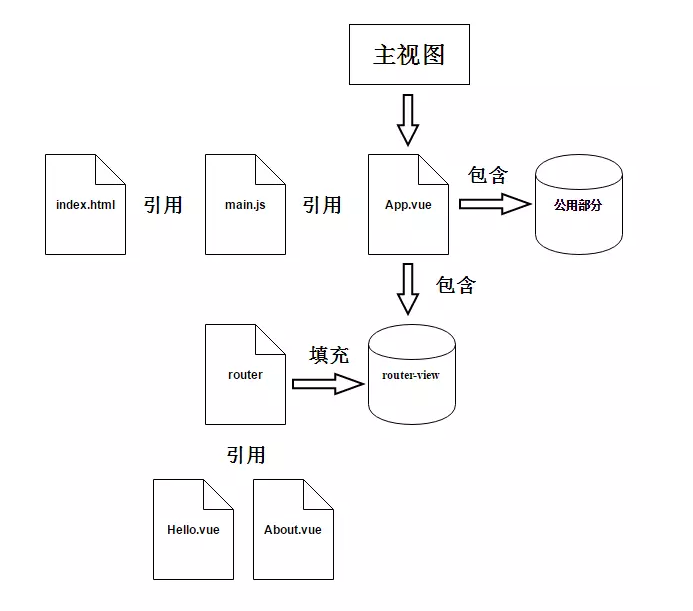 主视图
包含
index.html
引用
main.js
引用
App.vue
公用部分
包含
填充
router
router-view
引用
Hello.vue
About.vue